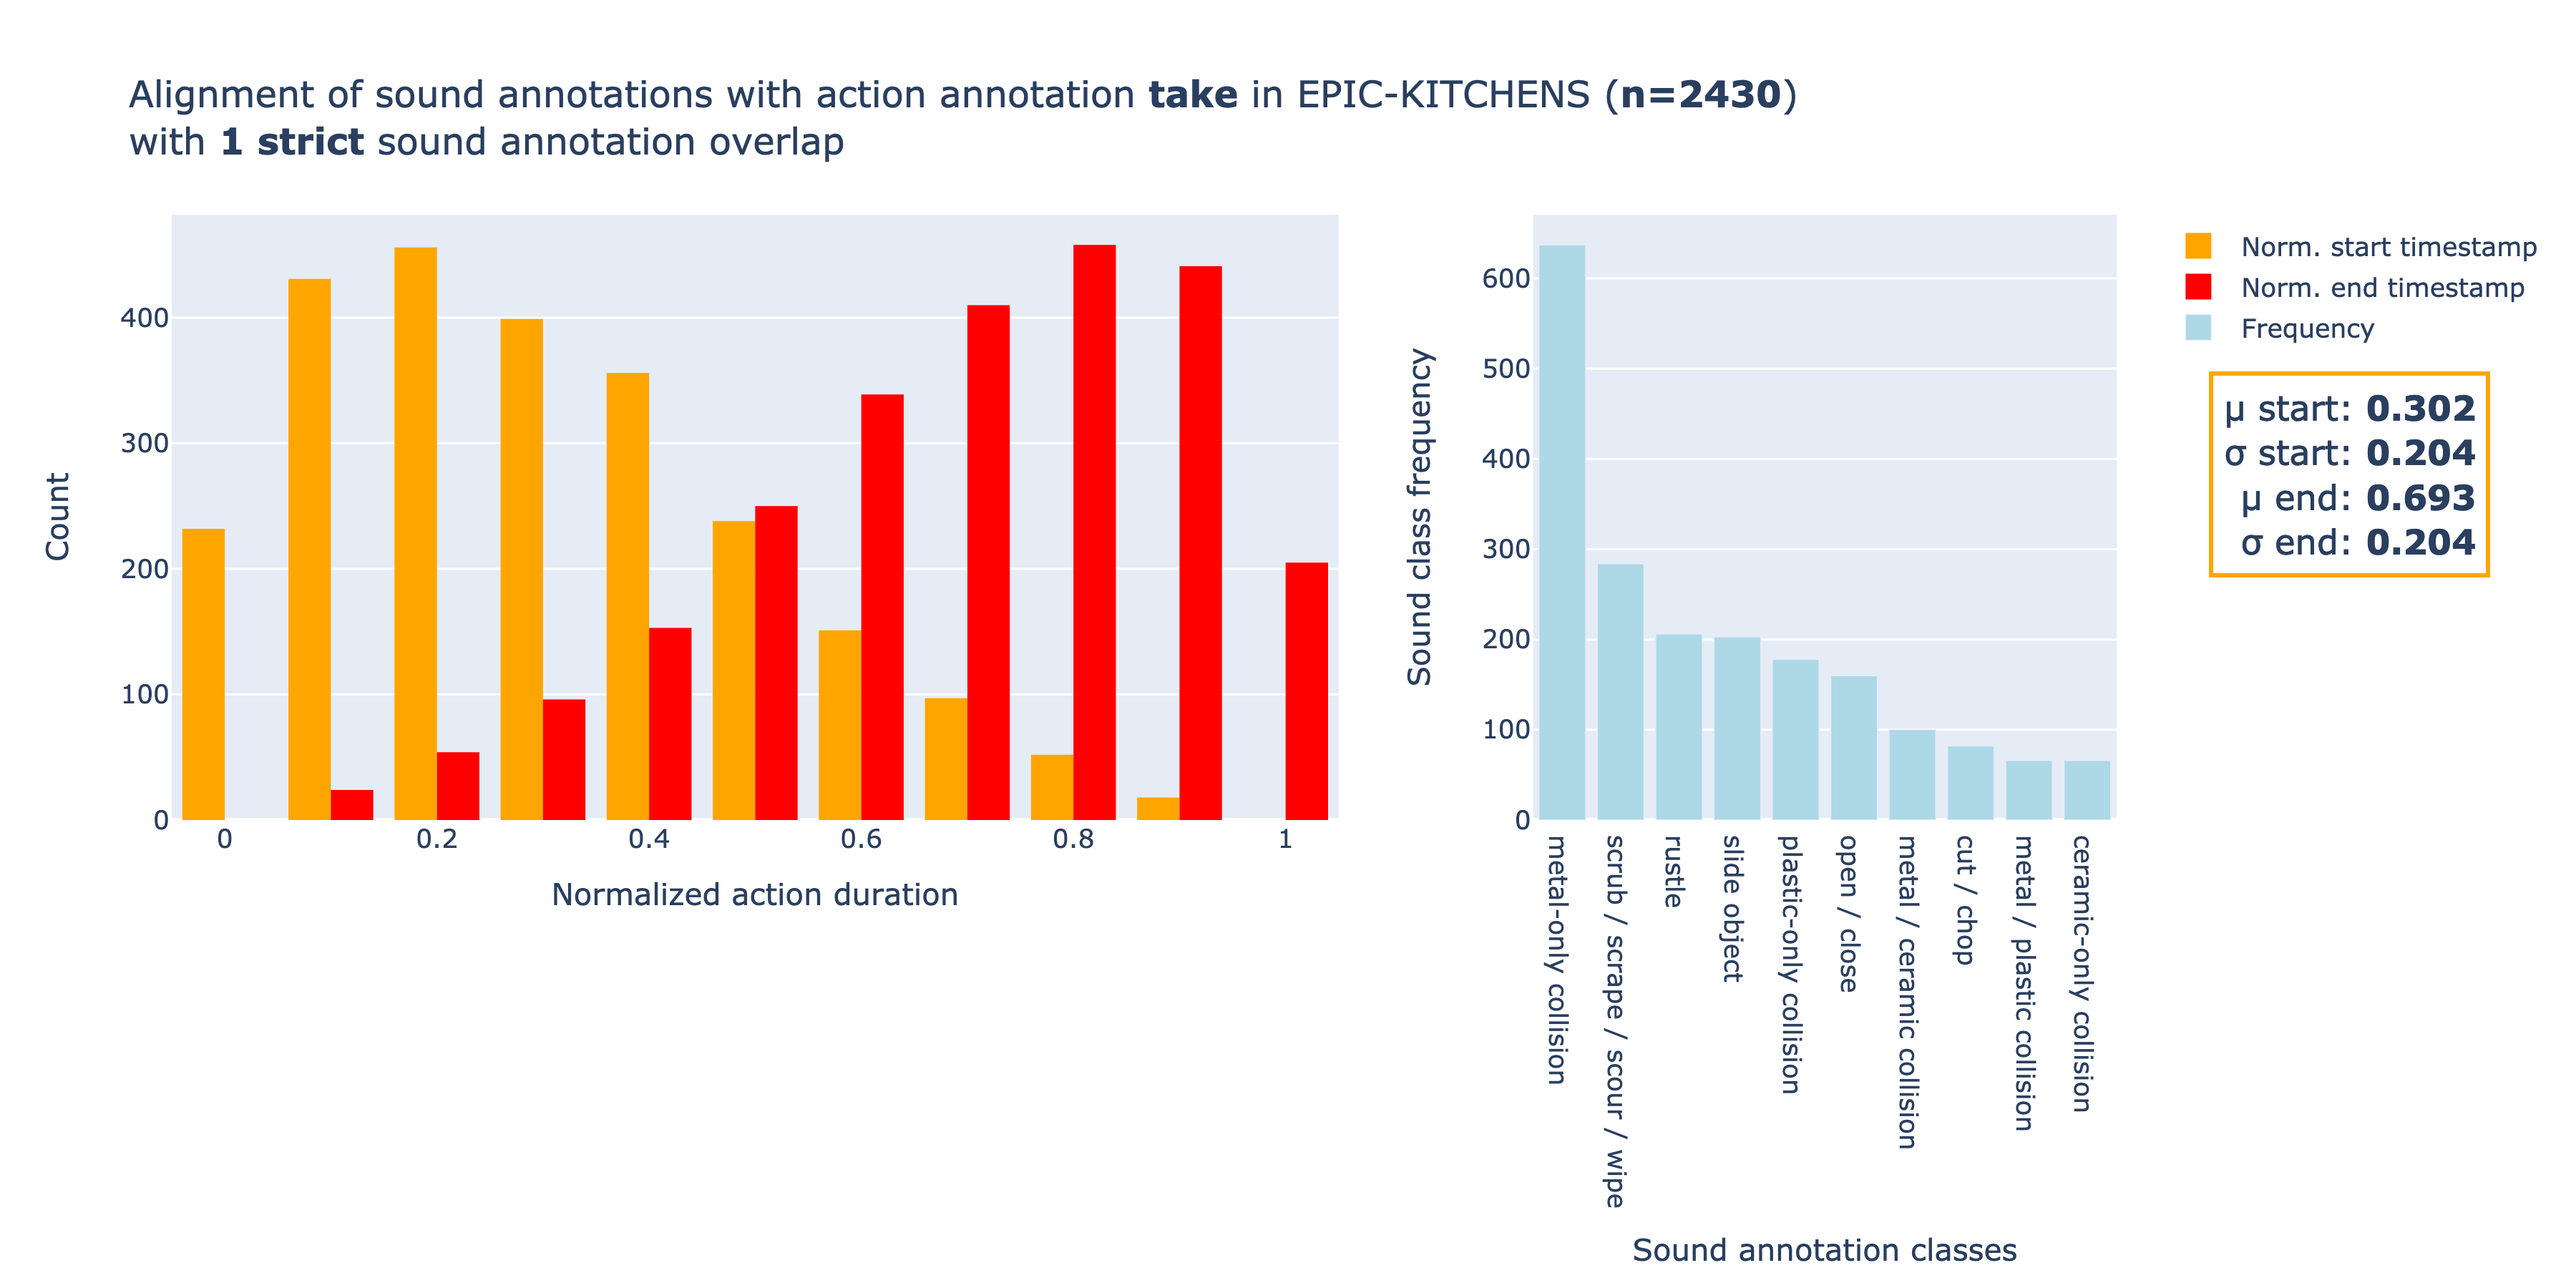 Alignment of sound annotations with action annotation take in EPIC-KITCHENS (n=2430)
with 1 strict sound annotation overlap
Count
400
300
200
100
0
0 0.2 0.4 0.6 0.8 1
Normalized action duration
Sound class frequency
600
500
400
300
200
100
0
metal-only collision
scrub / scrape / scour / wipe
rustle
slide object
plastic-only collision
open / close
metal / ceramic collision
cut / chop
metal / plastic collision
ceramic-only collision
Sound annotation classes
Norm. start timestamp
Norm. end timestamp
Frequency
μ start: 0.302
σ start: 0.204
μ end: 0.693
σ end: 0.204